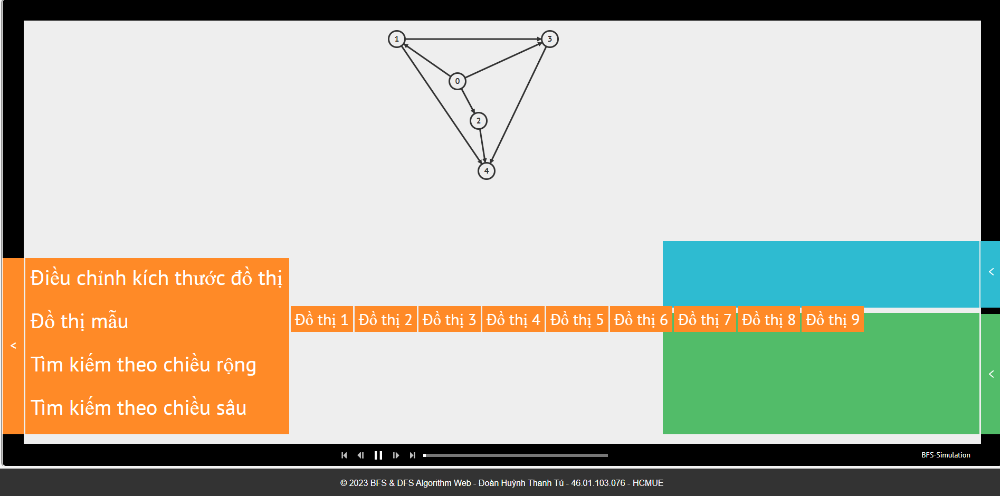 1
3
0
2
4
Điều chỉnh kích thước đồ thị
Đồ thị mẫu
Đồ thị 1 Đồ thị 2 Đồ thị 3 Đồ thị 4 Đồ thị 5 Đồ thị 6 Đồ thị 7 Đồ thị 8 Đồ thị 9
Tìm kiếm theo chiều rộng
Tìm kiếm theo chiều sâu
BFS-Simulation
© 2023 BFS & DFS Algorithm Web - Đoàn Huỳnh Thanh Tú - 46.01.103.076 - HCMUE